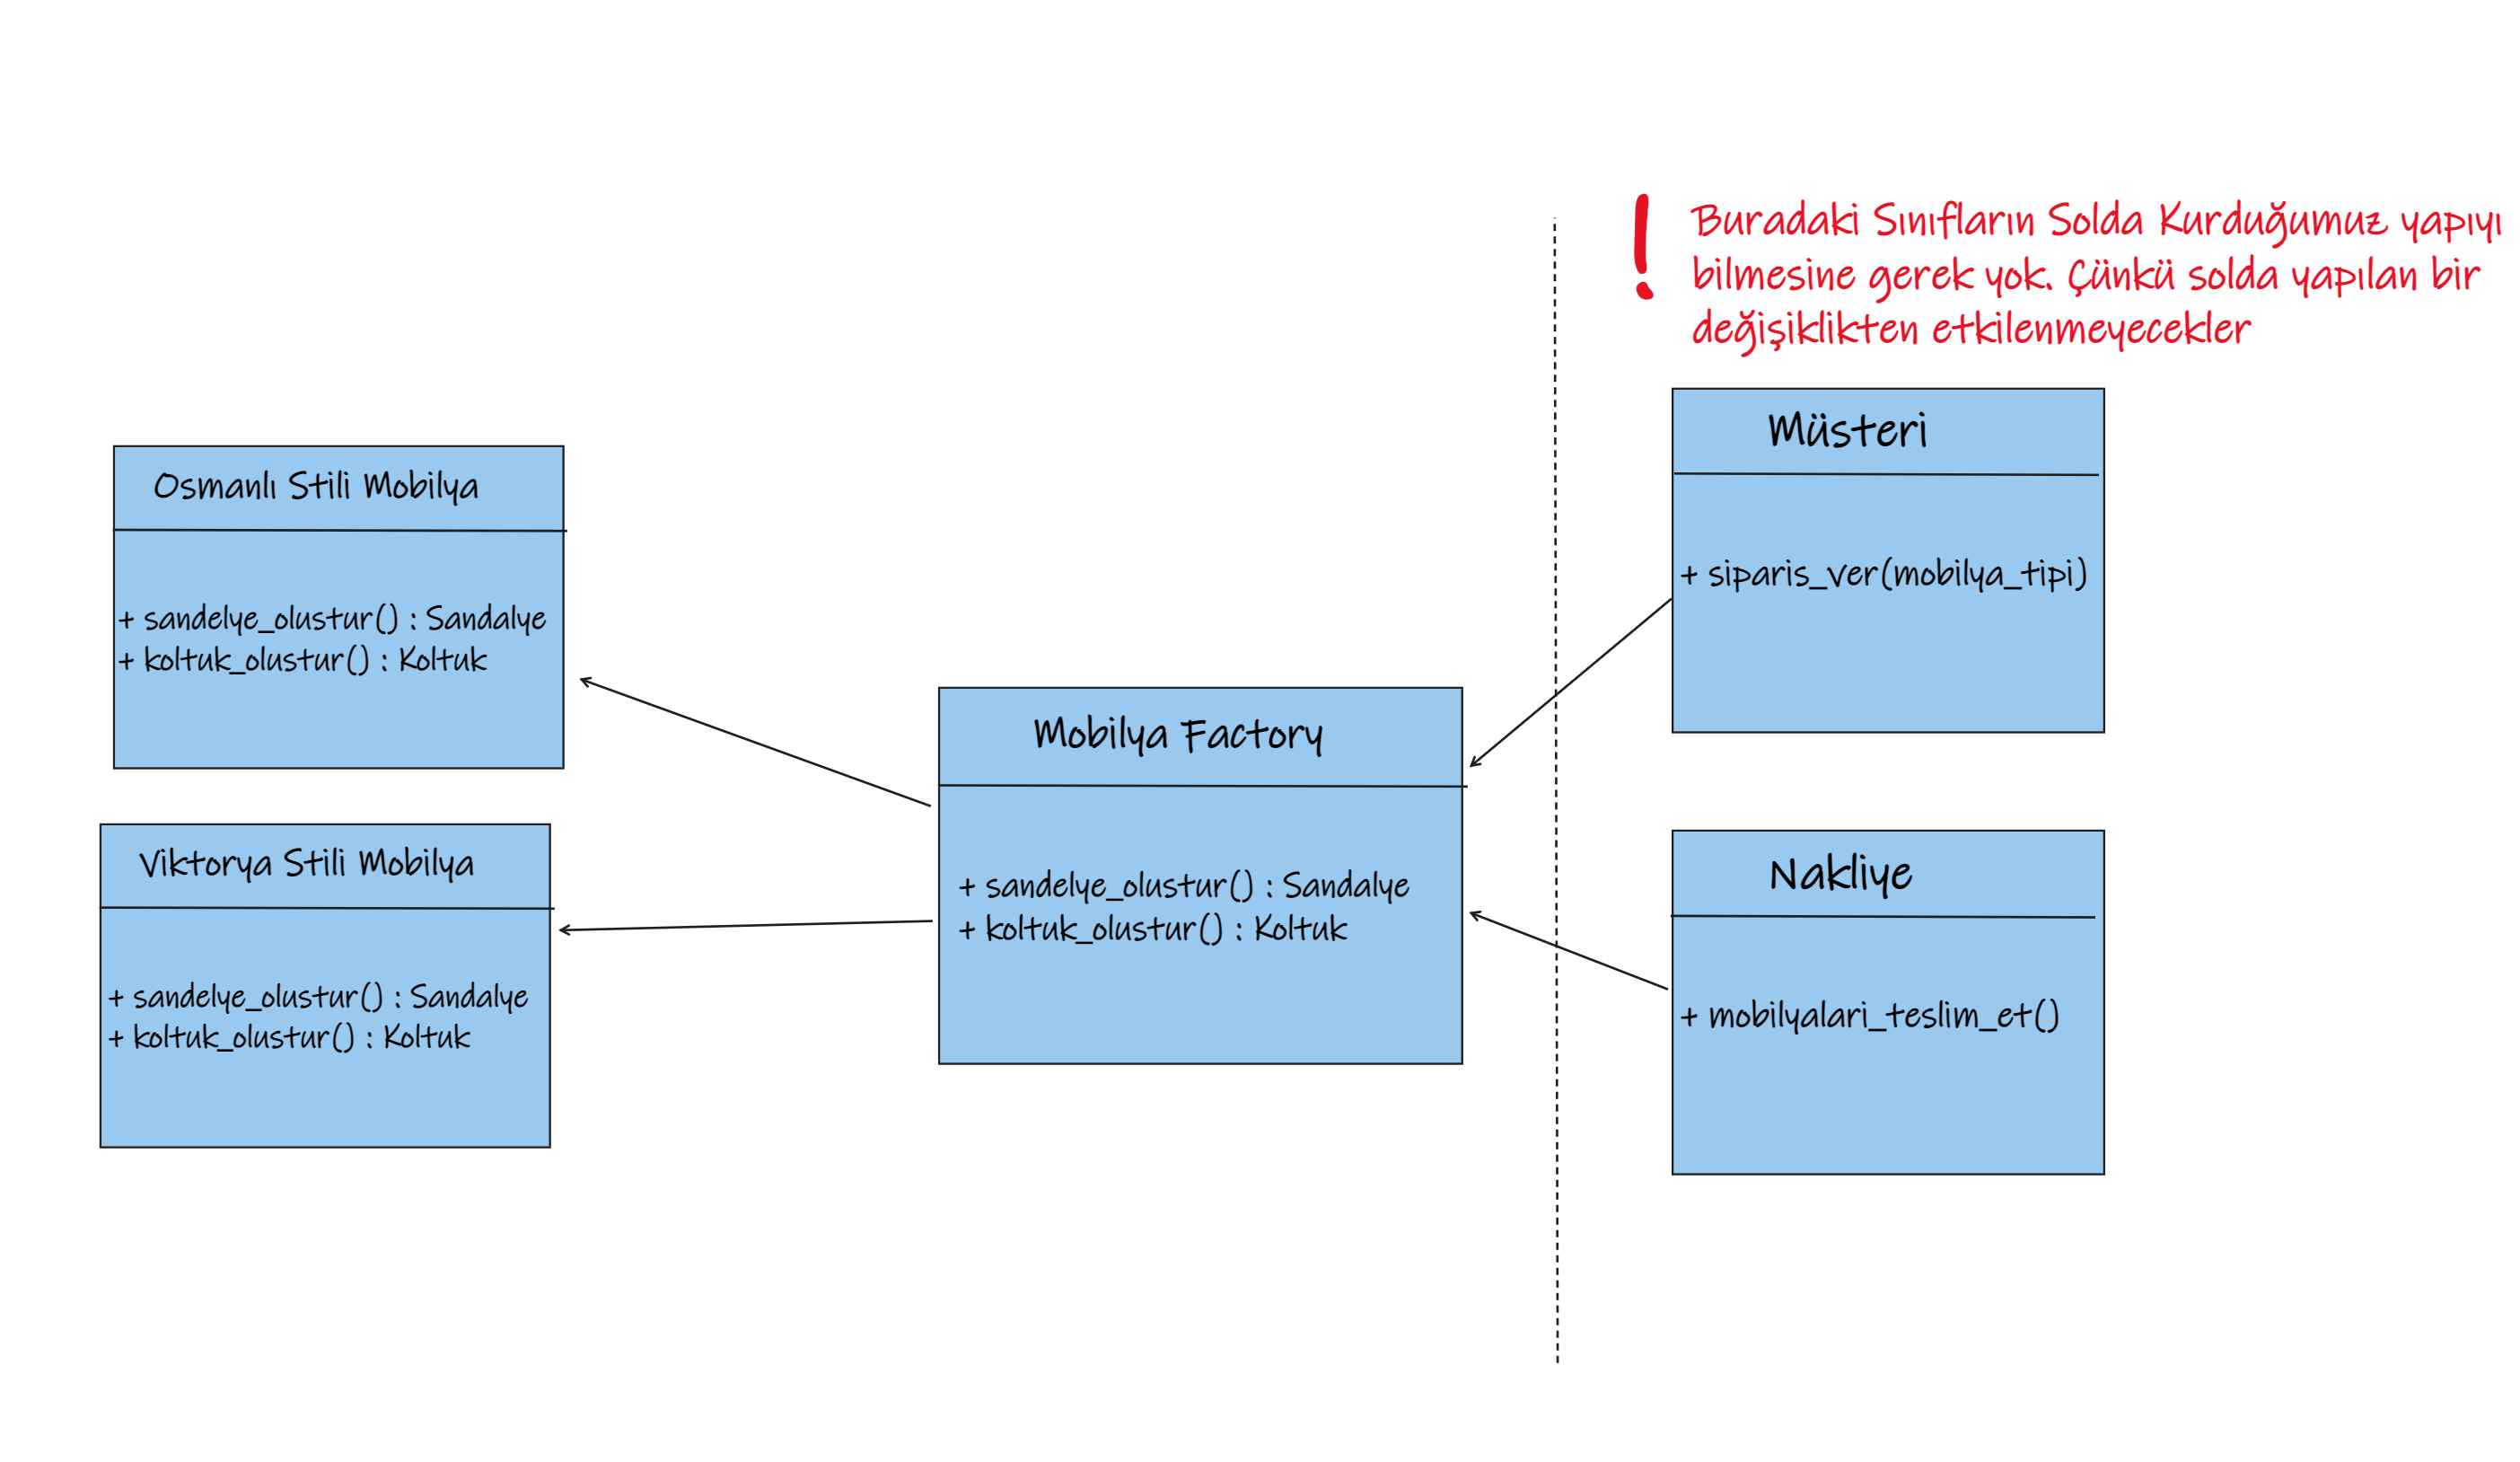 Buradaki Sınıfların Solda Kurduğumuz yapıyı
bilmesine gerek yok. Çünkü solda yapılan bir
değişiklikten etkilenmeyecekler
Osmanlı Stili Mobilya
+ sandelye_olustur() : Sandalye
+ koltuk_olustur() : Koltuk
Viktorya Stili Mobilya
+ sandelye_olustur() : Sandalye
+ koltuk_olustur() : Koltuk
Mobilya Factory
+ sandelye_olustur() : Sandalye
+ koltuk_olustur() : Koltuk
Müsteri
+ siparis_ver(mobilya_tipi)
Nakliye
+ mobilyalari_teslim_et()